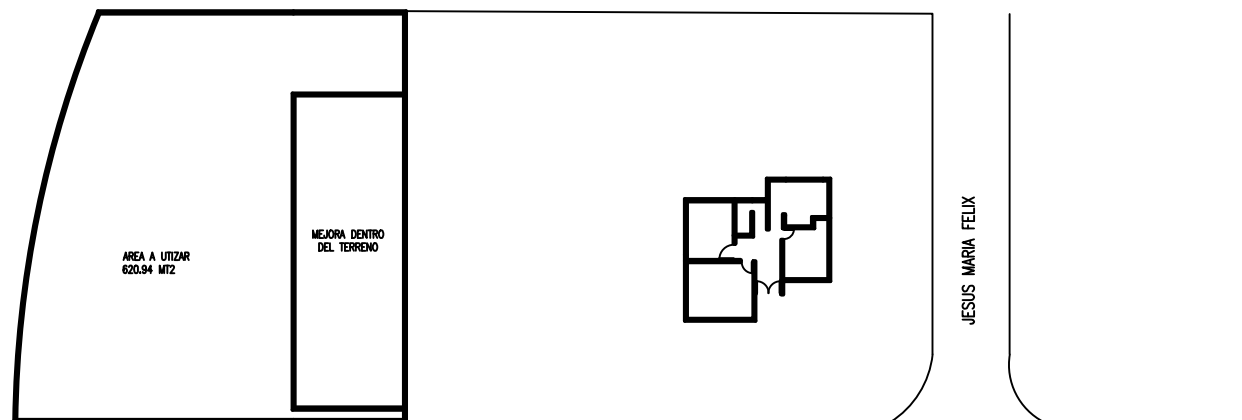 AREA A UTIZAR
620.94 MT2
MEJORA DENTRO
DEL TERRENO
JESUS MARIA FELIX